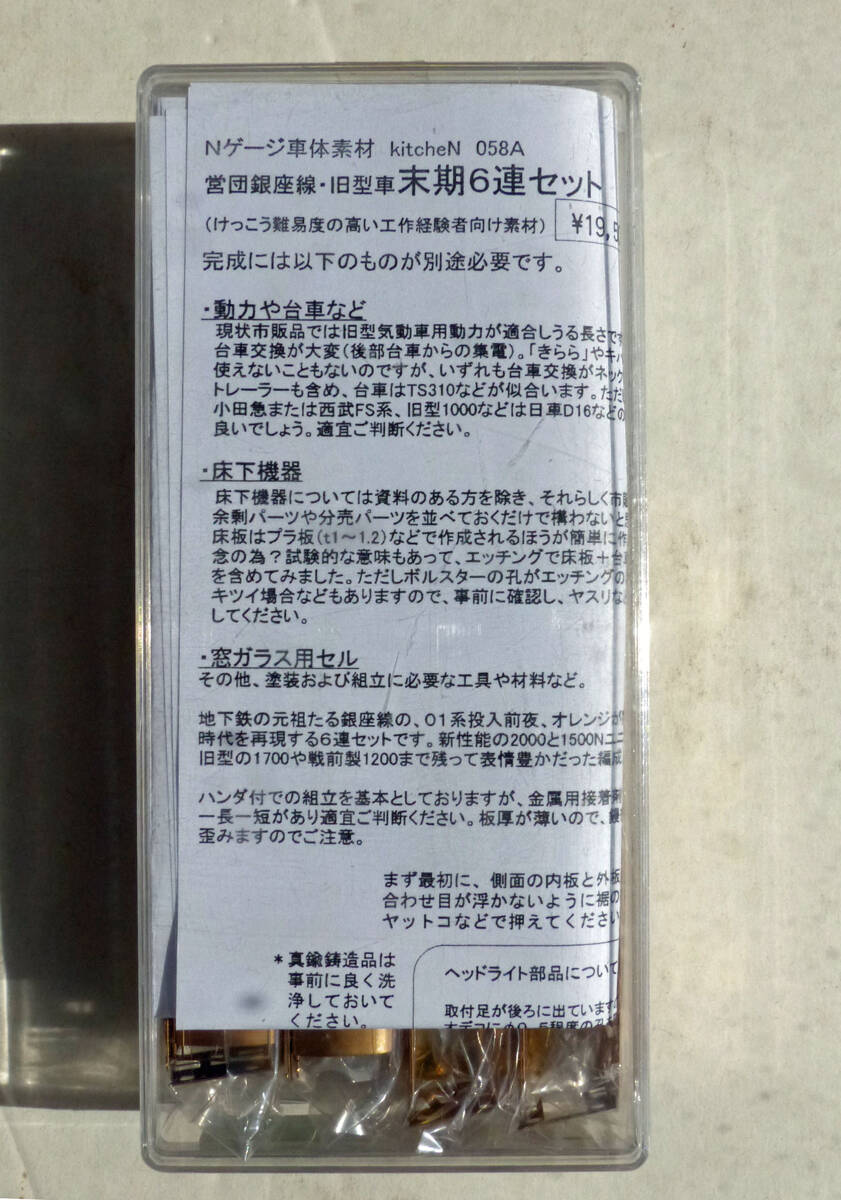 Nゲージ車体素材 kitcheN 058A
営団銀座線・旧型車末期6連セット
(けっこう難易度の高い工作経験者向け素材) ¥19,5
完成には以下のものが別途必要です。
・動力や台車など
現状市販品では旧型気動車用動力が適合しうる長さです
台車交換が大変(後部台車からの集電)。「きらら」やキハ
使えないこともないのですが、いずれも台車交換がネック
トレーラーも含め、台車はTS310などが似合います。ただし
小田急または西武FS系、旧型1000などは日車D16などの
良いでしょう。適宜ご判断ください。
・床下機器
床下機器については資料のある方を除き、それらしく市販
余剰パーツや分売パーツを並べておくだけで構わないと
床板はプラ板(t1~1.2)などで作成されるほうが簡単に作
念の為?試験的な意味もあって、エッチングで床板+台
を含めてみました。ただしボルスターの孔がエッチングの
キツイ場合などもありますので、事前に確認し、ヤスリな
してください。
・窓ガラス用セル
その他、塗装および組立に必要な工具や材料など。
地下鉄の元祖たる銀座線の、01系投入前夜、オレンジが
時代を再現する6連セットです。新性能の2000と1500Nユニ
旧型の1700や戦前製1200まで残って表情豊かだった編成
ハンダ付での組立を基本としておりますが、金属用接着剤
一長一短があり適宜ご判断ください。板厚が薄いので、
歪みますのでご注意。
まず最初に、側面の内板と外板
合わせ目が浮かないように裾の
ヤットコなどで押えてください
*真鍮鋳造品は
事前に良く洗
浄しておいて
ください。
ヘッドライト部品について
取付足が後ろに出ています
オデコにφ0.5程度の孔